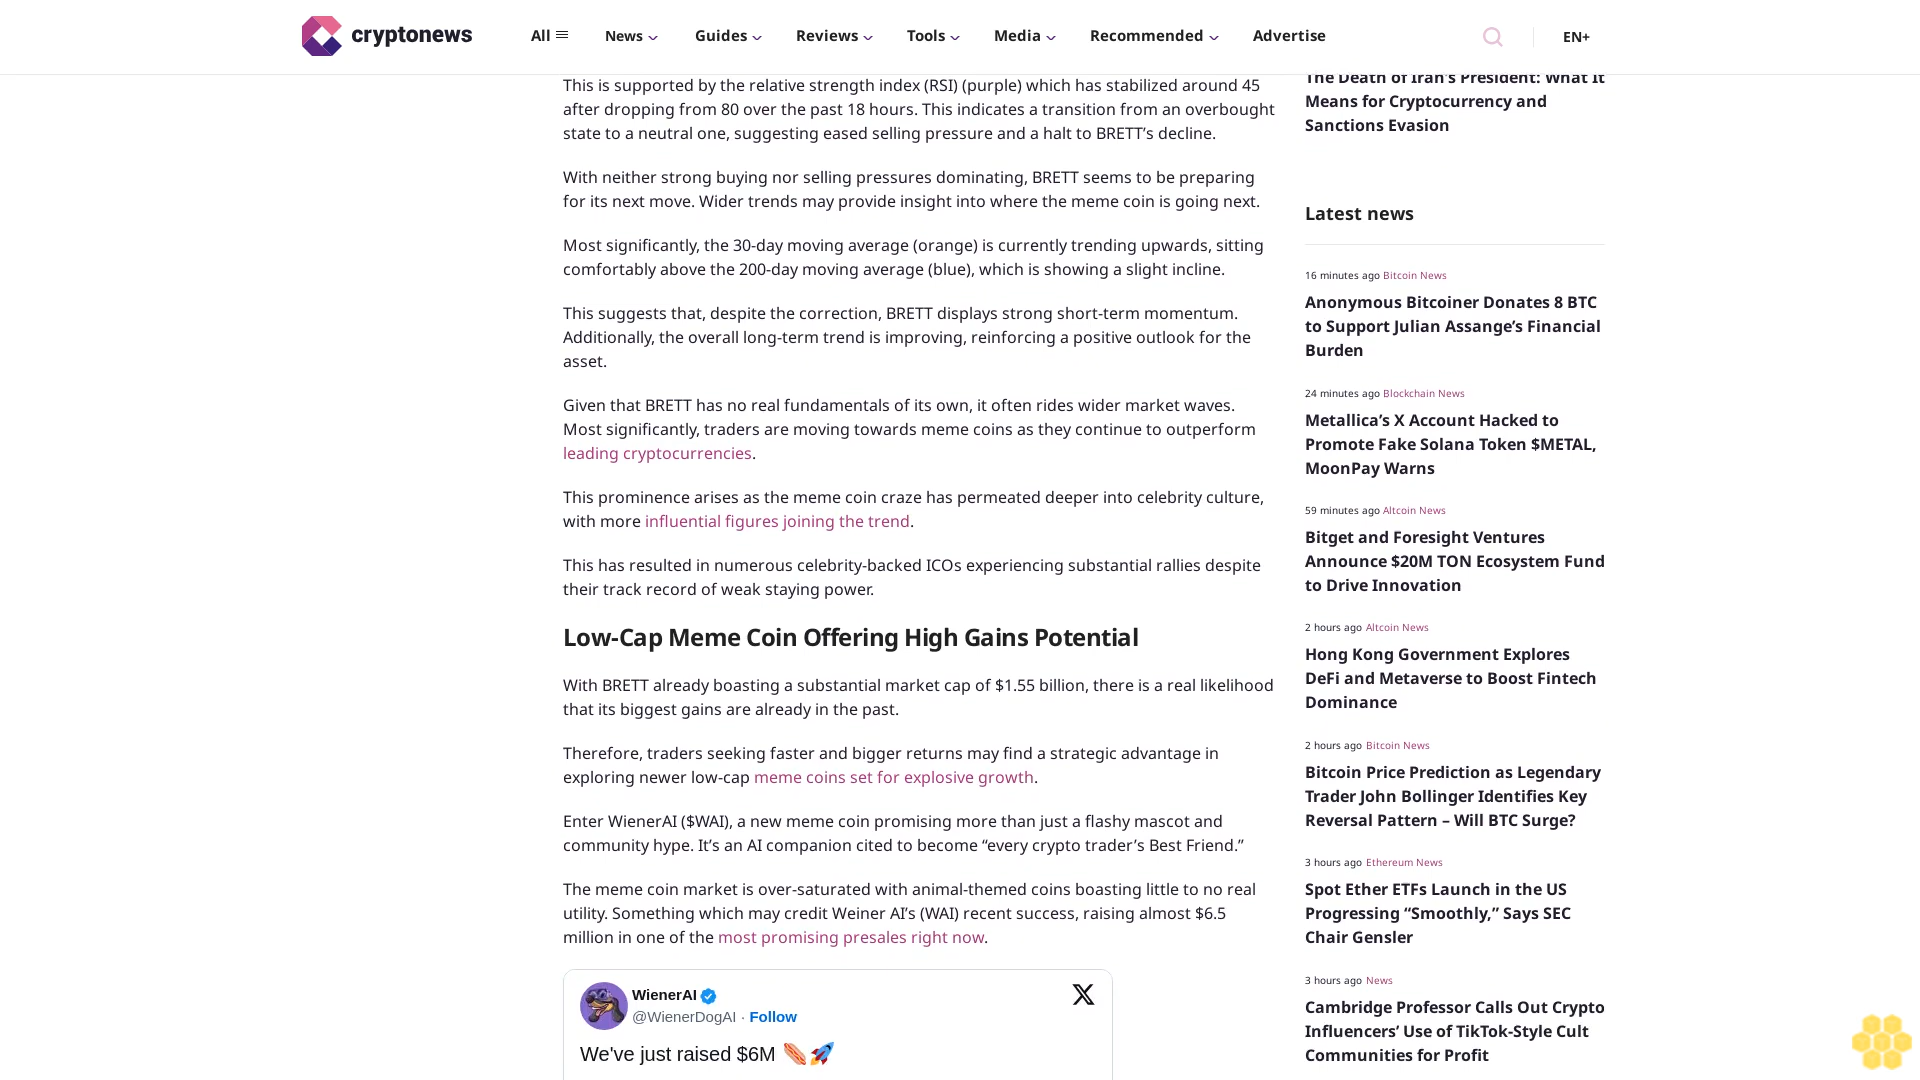 cryptonews
All
News
Guides
Reviews
Tools
Media
Recommended
Advertise
EN+
This is supported by the relative strength index (RSI) (purple) which has stabilized around 45
after dropping from 80 over the past 18 hours. This indicates a transition from an overbought
state to a neutral one, suggesting eased selling pressure and a halt to BRETT’s decline.
With neither strong buying nor selling pressures dominating, BRETT seems to be preparing
for its next move. Wider trends may provide insight into where the meme coin is going next.
Most significantly, the 30-day moving average (orange) is currently trending upwards, sitting
comfortably above the 200-day moving average (blue), which is showing a slight incline.
This suggests that, despite the correction, BRETT displays strong short-term momentum.
Additionally, the overall long-term trend is improving, reinforcing a positive outlook for the
asset.
Given that BRETT has no real fundamentals of its own, it often rides wider market waves.
Most significantly, traders are moving towards meme coins as they continue to outperform
leading cryptocurrencies.
This prominence arises as the meme coin craze has permeated deeper into celebrity culture,
with more influential figures joining the trend.
This has resulted in numerous celebrity-backed ICOs experiencing substantial rallies despite
their track record of weak staying power.
Low-Cap Meme Coin Offering High Gains Potential
With BRETT already boasting a substantial market cap of $1.55 billion, there is a real likelihood
that its biggest gains are already in the past.
Therefore, traders seeking faster and bigger returns may find a strategic advantage in
exploring newer low-cap meme coins set for explosive growth.
Enter WienerAI ($WAI), a new meme coin promising more than just a flashy mascot and
community hype. It’s an AI companion cited to become “every crypto trader’s Best Friend.”
The meme coin market is over-saturated with animal-themed coins boasting little to no real
utility. Something which may credit Weiner AI’s (WAI) recent success, raising almost $6.5
million in one of the most promising presales right now.
WienerAI
@WienerDogAI · Follow
We've just raised $6M 🌭🚀
The Death of Iran’s President: What It
Means for Cryptocurrency and
Sanctions Evasion
Latest news
16 minutes ago Bitcoin News
Anonymous Bitcoiner Donates 8 BTC
to Support Julian Assange’s Financial
Burden
24 minutes ago Blockchain News
Metallica’s X Account Hacked to
Promote Fake Solana Token $METAL,
MoonPay Warns
59 minutes ago Altcoin News
Bitget and Foresight Ventures
Announce $20M TON Ecosystem Fund
to Drive Innovation
2 hours ago Altcoin News
Hong Kong Government Explores
DeFi and Metaverse to Boost Fintech
Dominance
2 hours ago Bitcoin News
Bitcoin Price Prediction as Legendary
Trader John Bollinger Identifies Key
Reversal Pattern – Will BTC Surge?
3 hours ago Ethereum News
Spot Ether ETFs Launch in the US
Progressing “Smoothly,” Says SEC
Chair Gensler
3 hours ago News
Cambridge Professor Calls Out Crypto
Influencers’ Use of TikTok-Style Cult
Communities for Profit